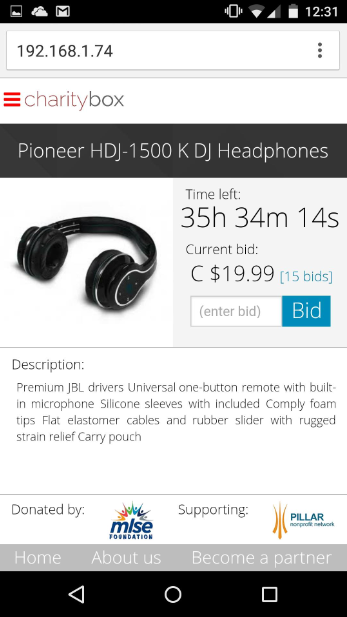 12:31
192.168.1.74
charitybox
Pioneer HDJ-1500 K DJ Headphones
Time left:
35h 34m 14s
Current bid:
C $19.99 [15 bids]
(enter bid) Bid
Description:
Premium JBL drivers Universal one-button remote with built-
in microphone Silicone sleeves with included Comply foam
tips Flat elastomer cables and rubber slider with rugged
strain relief Carry pouch
Donated by:
mlse
FOUNDATION
Supporting:
PILLAR
nonprofit network
Home About us Become a partner